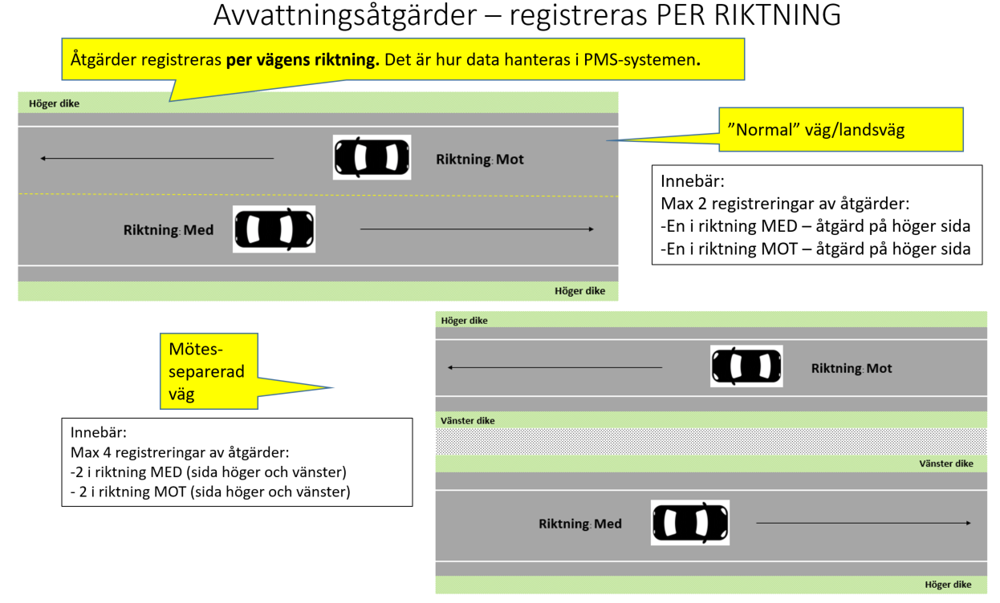 Avvattningsåtgärder – registreras PER RIKTNING
Åtgärder registreras per vägens riktning. Det är hur data hanteras i PMS-systemen.
Höger dike
Riktning: Mot
Riktning: Med
Höger dike
”Normal” väg/landsväg
Innebär:
Max 2 registreringar av åtgärder:
-En i riktning MED – åtgärd på höger sida
-En i riktning MOT – åtgärd på höger sida
Mötes-
separerad
väg
Innebär:
Max 4 registreringar av åtgärder:
-2 i riktning MED (sida höger och vänster)
- 2 i riktning MOT (sida höger och vänster)
Höger dike
Riktning: Mot
Vänster dike
Vänster dike
Riktning: Med
Höger dike